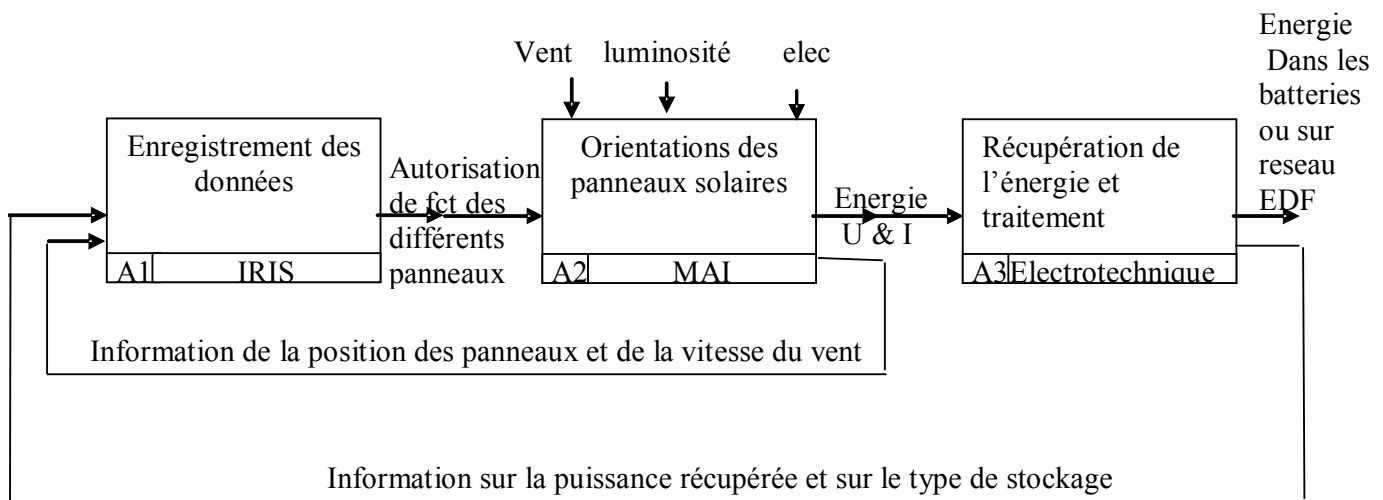 Vent luminosité elec
Energie
Dans les
batteries
ou sur
reseau
EDF
Enregistrement des
données
A1 IRIS
Autorisation
de fct des
différents
panneaux
Orientations des
panneaux solaires
A2 MAI
Energie
U & I
Récupération de
l’énergie et
traitement
A3 Electrotechnique
Information de la position des panneaux et de la vitesse du vent
Information sur la puissance récupérée et sur le type de stockage